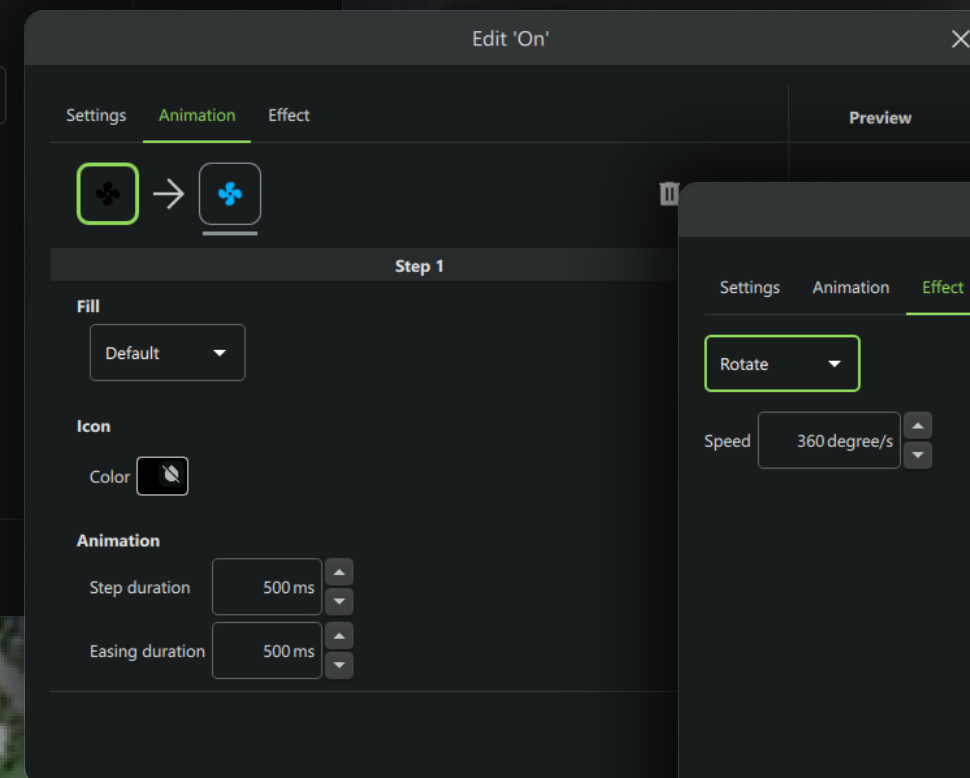 Edit 'On'
Settings Animation Effect
Preview
Step 1
Fill
Default
Icon
Color
Animation
Step duration 500 ms
Easing duration 500 ms
Settings Animation Effect
Rotate
Speed 360 degree/s